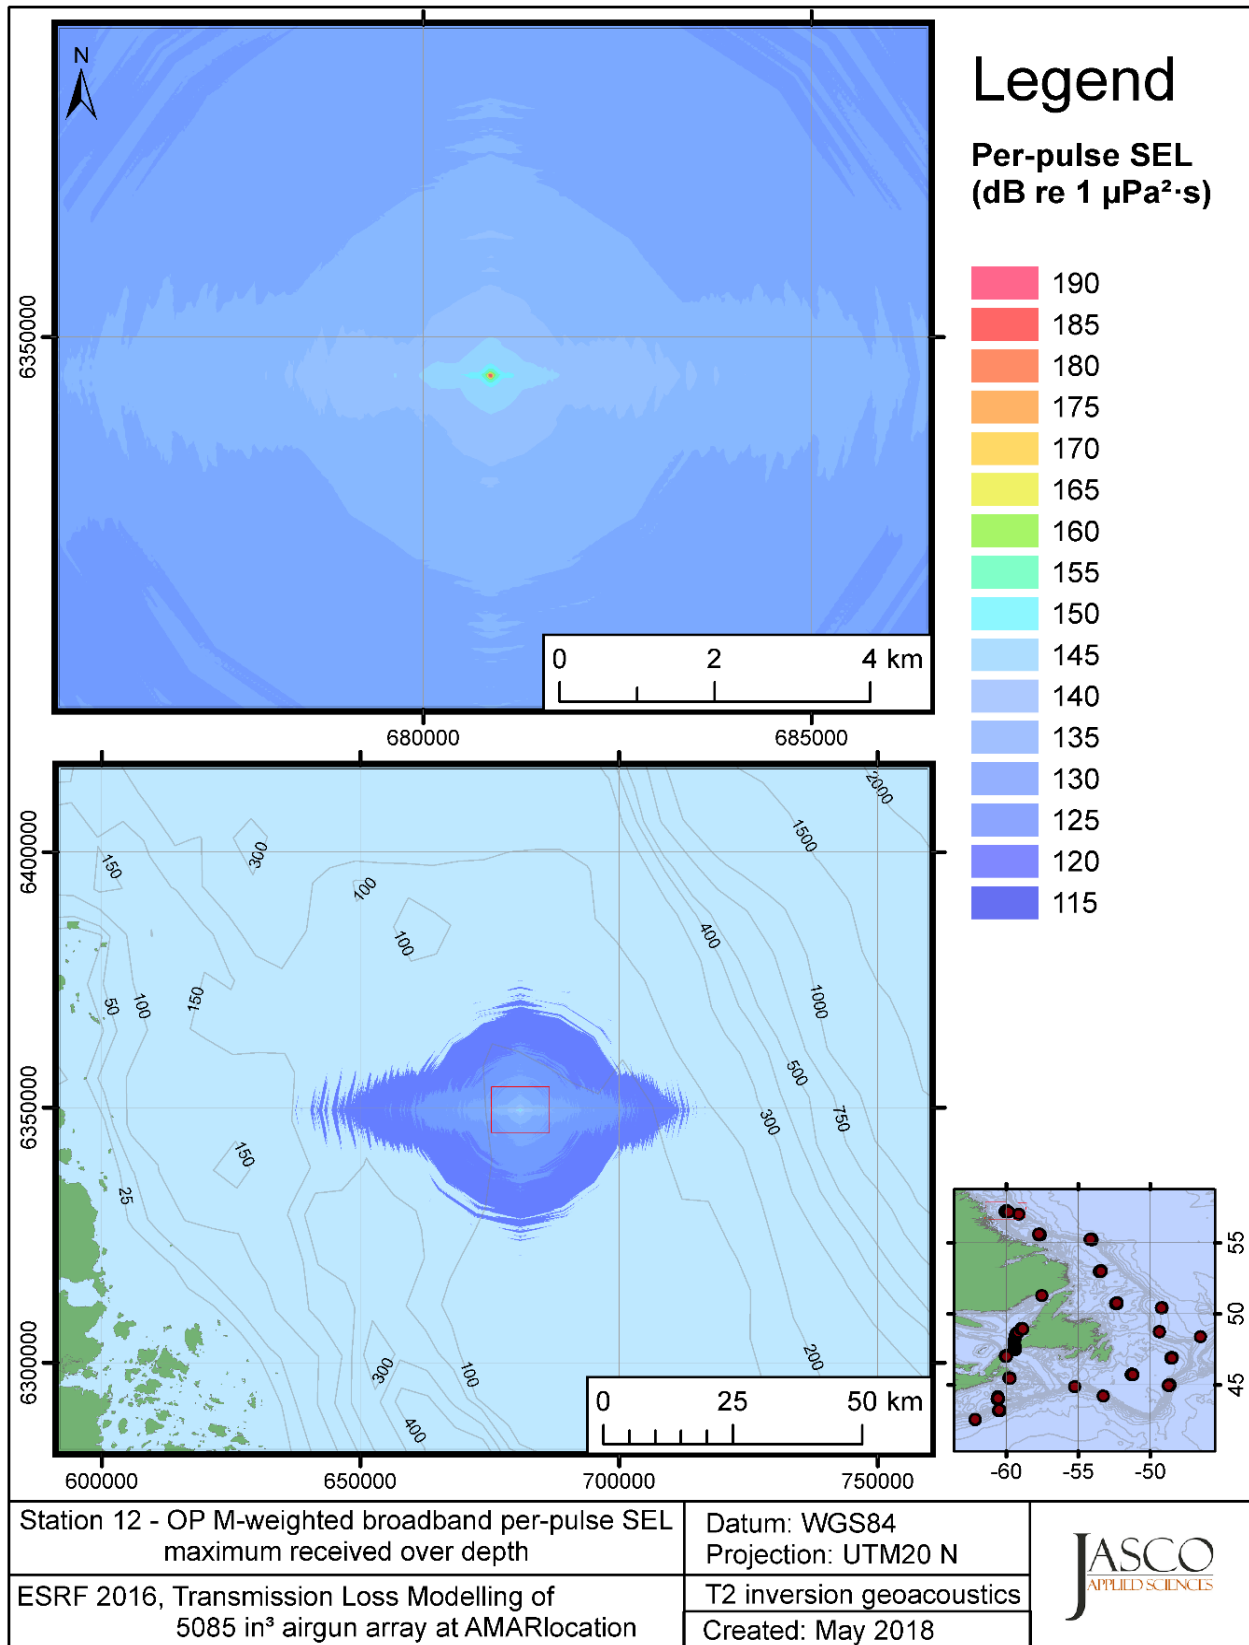 N
6350000
0 2 4 km
680000 685000
Legend
Per-pulse SEL
(dB re 1 µPa²·s)
190
185
180
175
170
165
160
155
150
145
140
135
130
125
120
115
6400000
6350000
6300000
2000
1500
300
150
100
100
400
50
100
150
1000
500
750
300
150
25
200
300
100
400
0 25 50 km
600000 650000 700000 750000
55
50
45
-60 -55 -50
Station 12 - OP M-weighted broadband per-pulse SEL
maximum received over depth
ESRF 2016, Transmission Loss Modelling of
5085 in³ airgun array at AMARlocation
Datum: WGS84
Projection: UTM20 N
T2 inversion geoacoustics
Created: May 2018
JASCO
APPLIED SCIENCES